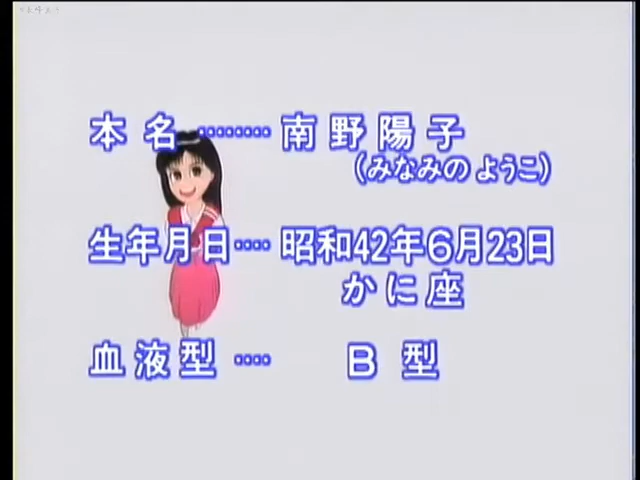 本名………南野陽子
(みなみのようこ)
生年月日‥‥昭和42年6月23日
かに座
血液型‥‥B型